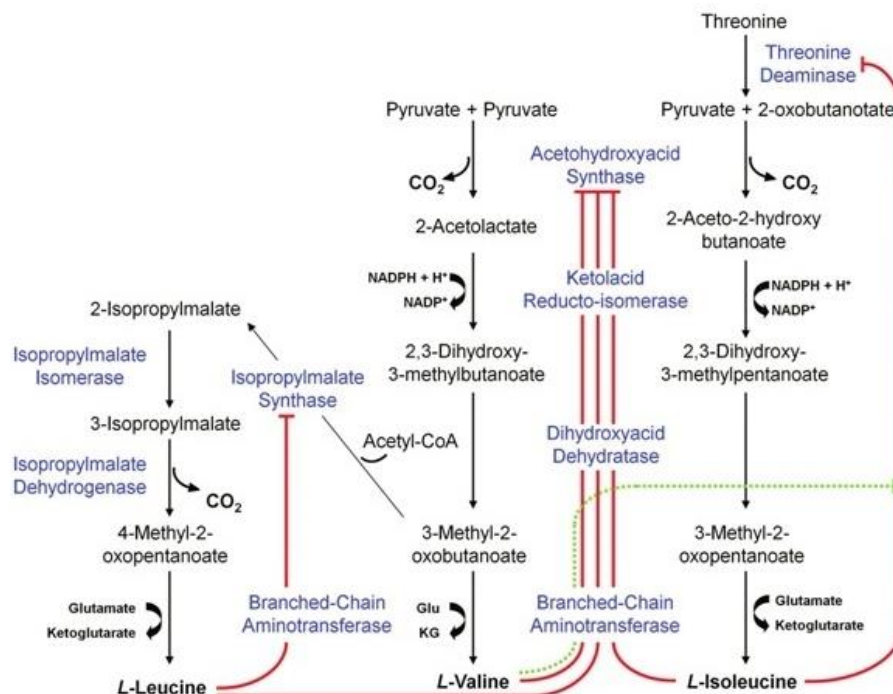 Threonine
Threonine
Deaminase
Pyruvate + Pyruvate
Pyruvate + 2-oxobutanotate
Acetohydroxyacid
Synthase
CO2
CO2
2-Acetolactate
2-Aceto-2-hydroxy
butanoate
NADPH + H+
NADP+
Ketolacid
Reducto-isomerase
NADPH + H+
NADP+
2-Isopropylmalate
Isopropylmalate
Isomerase
Isopropylmalate
Synthase
2,3-Dihydroxy-
3-methylbutanoate
2,3-Dihydroxy-
3-methylpentanoate
3-Isopropylmalate
Acetyl-CoA
Dihydroxyacid
Dehydratase
Isopropylmalate
Dehydrogenase
CO2
4-Methyl-2-
oxopentanoate
3-Methyl-2-
oxobutanoate
3-Methyl-2-
oxopentanoate
Glutamate
Ketoglutarate
Branched-Chain
Aminotransferase
Glu
KG
Branched-Chain
Aminotransferase
Glutamate
Ketoglutarate
L-Leucine
L-Valine
L-Isoleucine